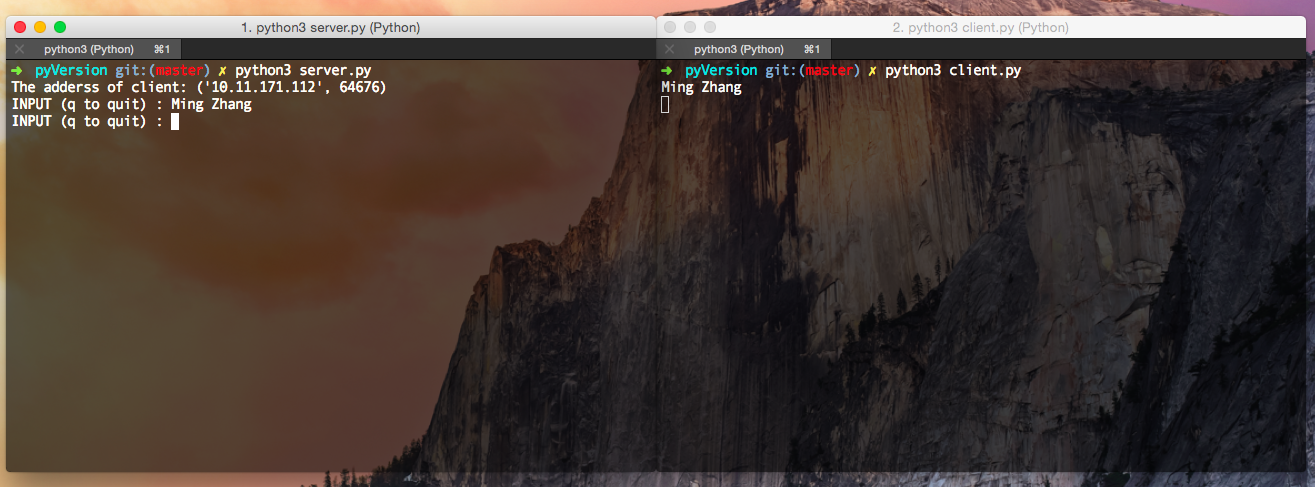 1. python3 server.py (Python)
python3 (Python) ⌘1
➜ pyVersion git:(master) ✗ python3 server.py
The adderss of client: ('10.11.171.112', 64676)
INPUT (q to quit) : Ming Zhang
INPUT (q to quit) :
2. python3 client.py (Python)
python3 (Python) ⌘1
➜ pyVersion git:(master) ✗ python3 client.py
Ming Zhang